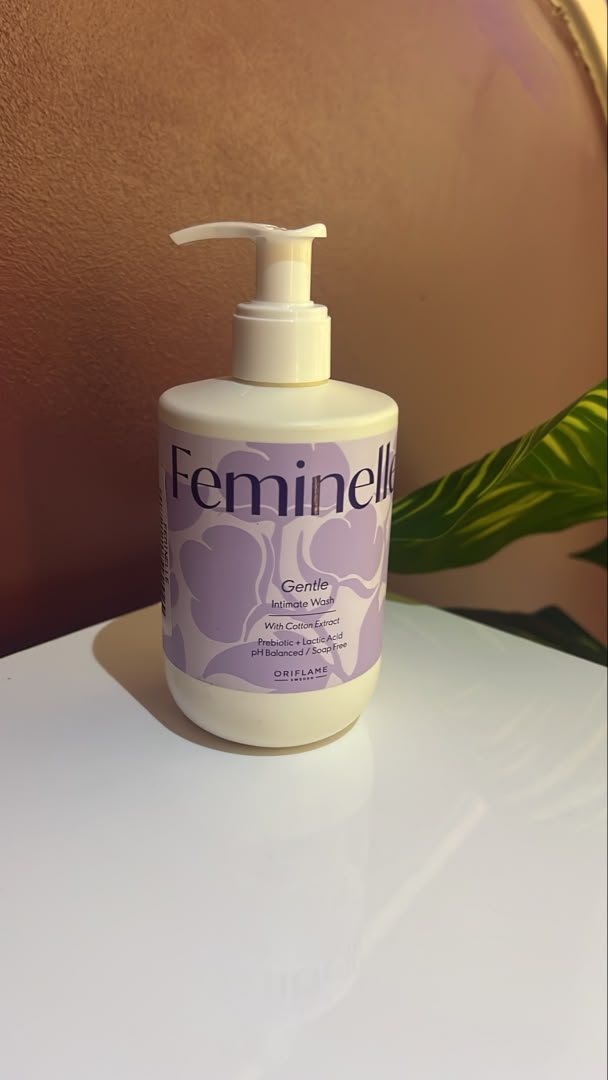 Feminelle
Gentle
Intimate Wash
With Cotton Extract
Prebiotic + Lactic Acid
pH Balanced / Soap Free
ORIFLAME
SWEDEN